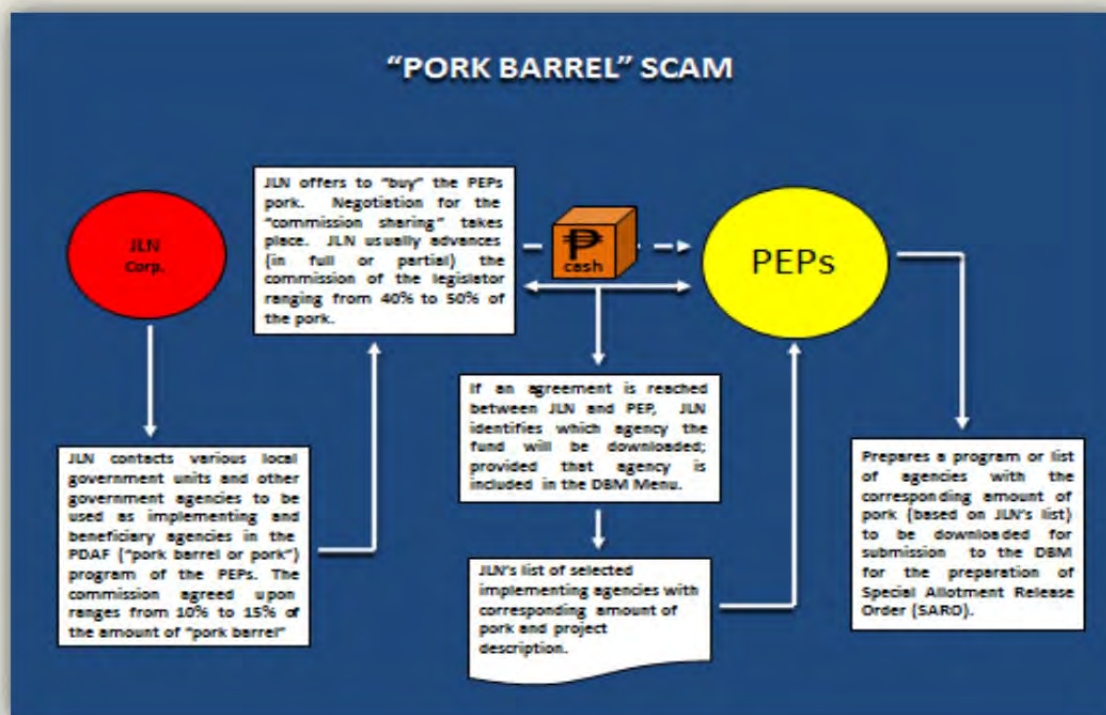 “PORK BARREL” SCAM
JLN
Corp.
JLN offers to “buy” the PEPs
pork. Negotiation for the
“commission sharing” takes
place. JLN usually advances
(in full or partial) the
commission of the legislator
ranging from 40% to 50% of
the pork.
₱
cash
PEPs
If an agreement is reached
between JLN and PEP, JLN
identifies which agency the
fund will be downloaded;
provided that agency is
included in the DBM Menu.
JLN contacts various local
government units and other
government agencies to be
used as implementing and
beneficiary agencies in the
PDAF (“pork barrel or pork”)
program of the PEPs. The
commission agreed upon
ranges from 10% to 15% of
the amount of “pork barrel”
JLN’s list of selected
implementing agencies with
corresponding amount of
pork and project
description.
Prepares a program or list
of agencies with the
corresponding amount of
pork (based on JLN’s list)
to be downloaded for
submission to the DBM
for the preparation of
Special Allotment Release
Order (SARO).